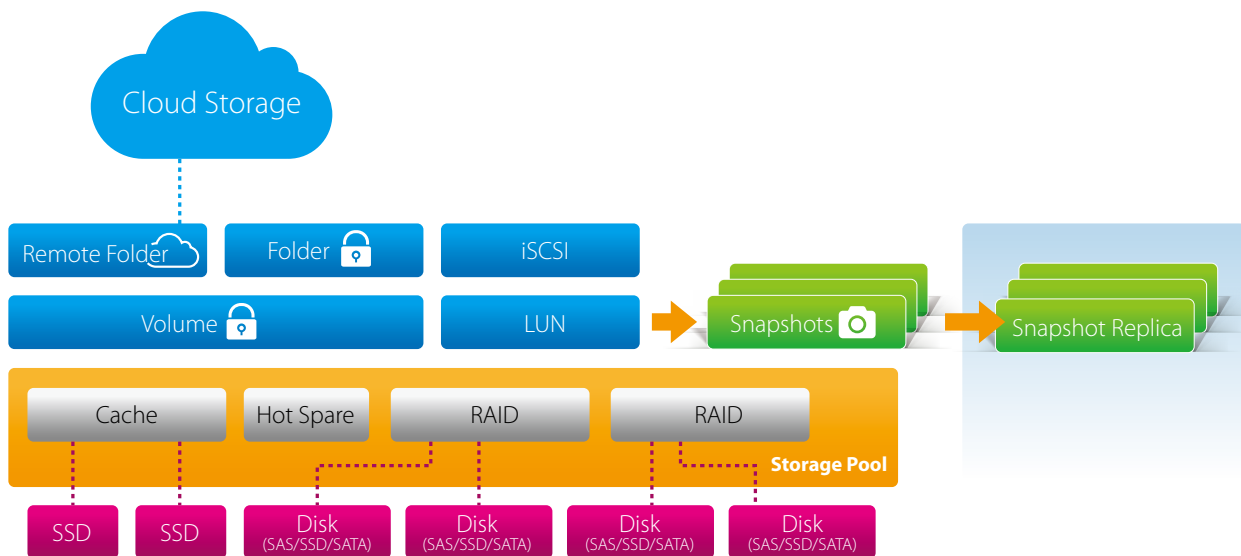 Cloud Storage
Remote Folder
Folder
iSCSI
Volume
LUN
Snapshots
Snapshot Replica
Cache
Hot Spare
RAID
RAID
Storage Pool
SSD
SSD
Disk
(SAS/SSD/SATA)
Disk
(SAS/SSD/SATA)
Disk
(SAS/SSD/SATA)
Disk
(SAS/SSD/SATA)